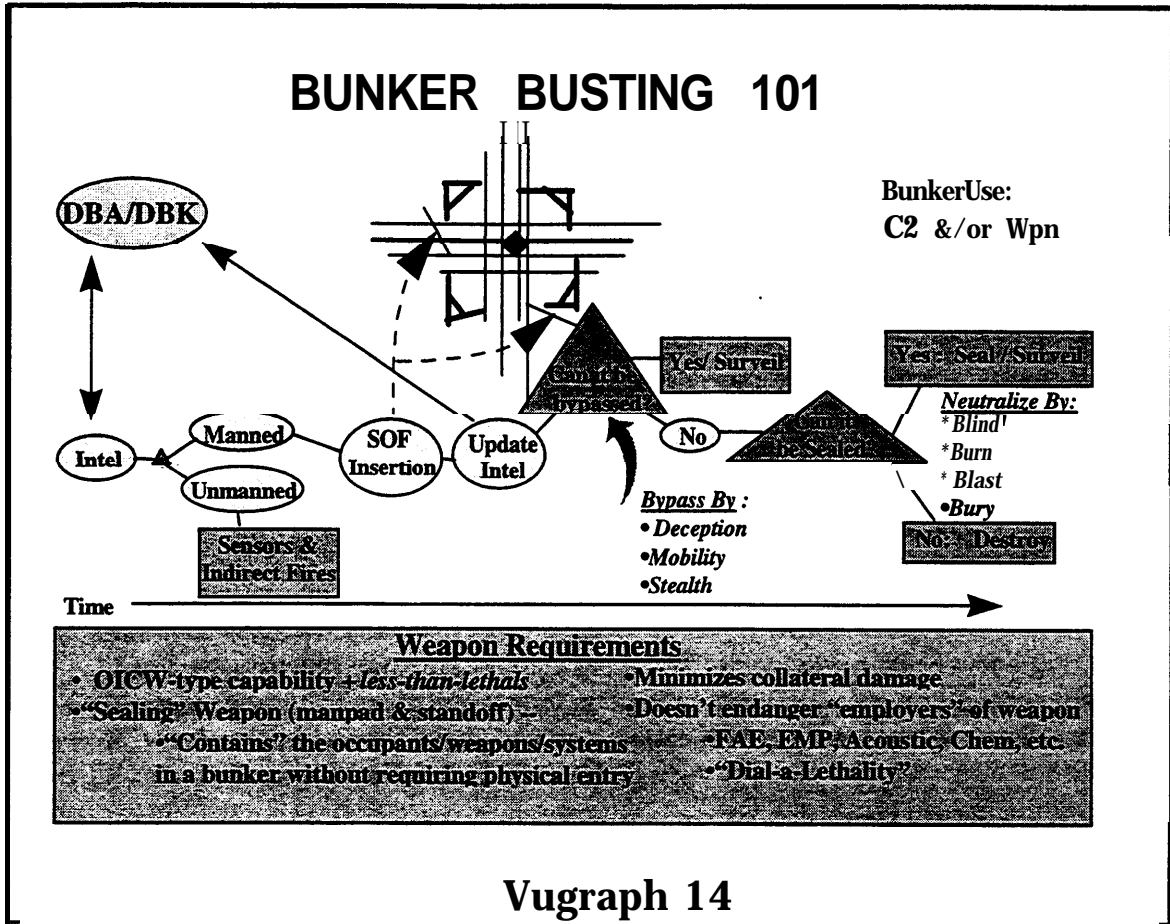 BUNKER BUSTING 101
DBA/DBK
BunkerUse:
C2 &/or Wpn
Intel
Manned
Unmanned
Sensors &
Indirect Fires
SOF
Insertion
Update
Intel
bypassed?
Yes/ Surveil
Bypass By :
• Deception
•Mobility
•Stealth
No
be Sealed?
Yes - Seal / Surveil
Neutralize By:
*Blind
*Burn
* Blast
•Bury
No: Destroy
Time
Weapon Requirements
• OICW-type capability +less-than-lethals
•“Sealing” Weapon (manpad & standoff) –
•“Contains” the occupants/weapons/systems
in a bunker without requiring physical entry
•Minimizes collateral damage
•Doesn't endanger “employers” of weapon
•FAE, EMP, Acoustic, Chem, etc.
•“Dial-a-Lethality”
Vugraph 14